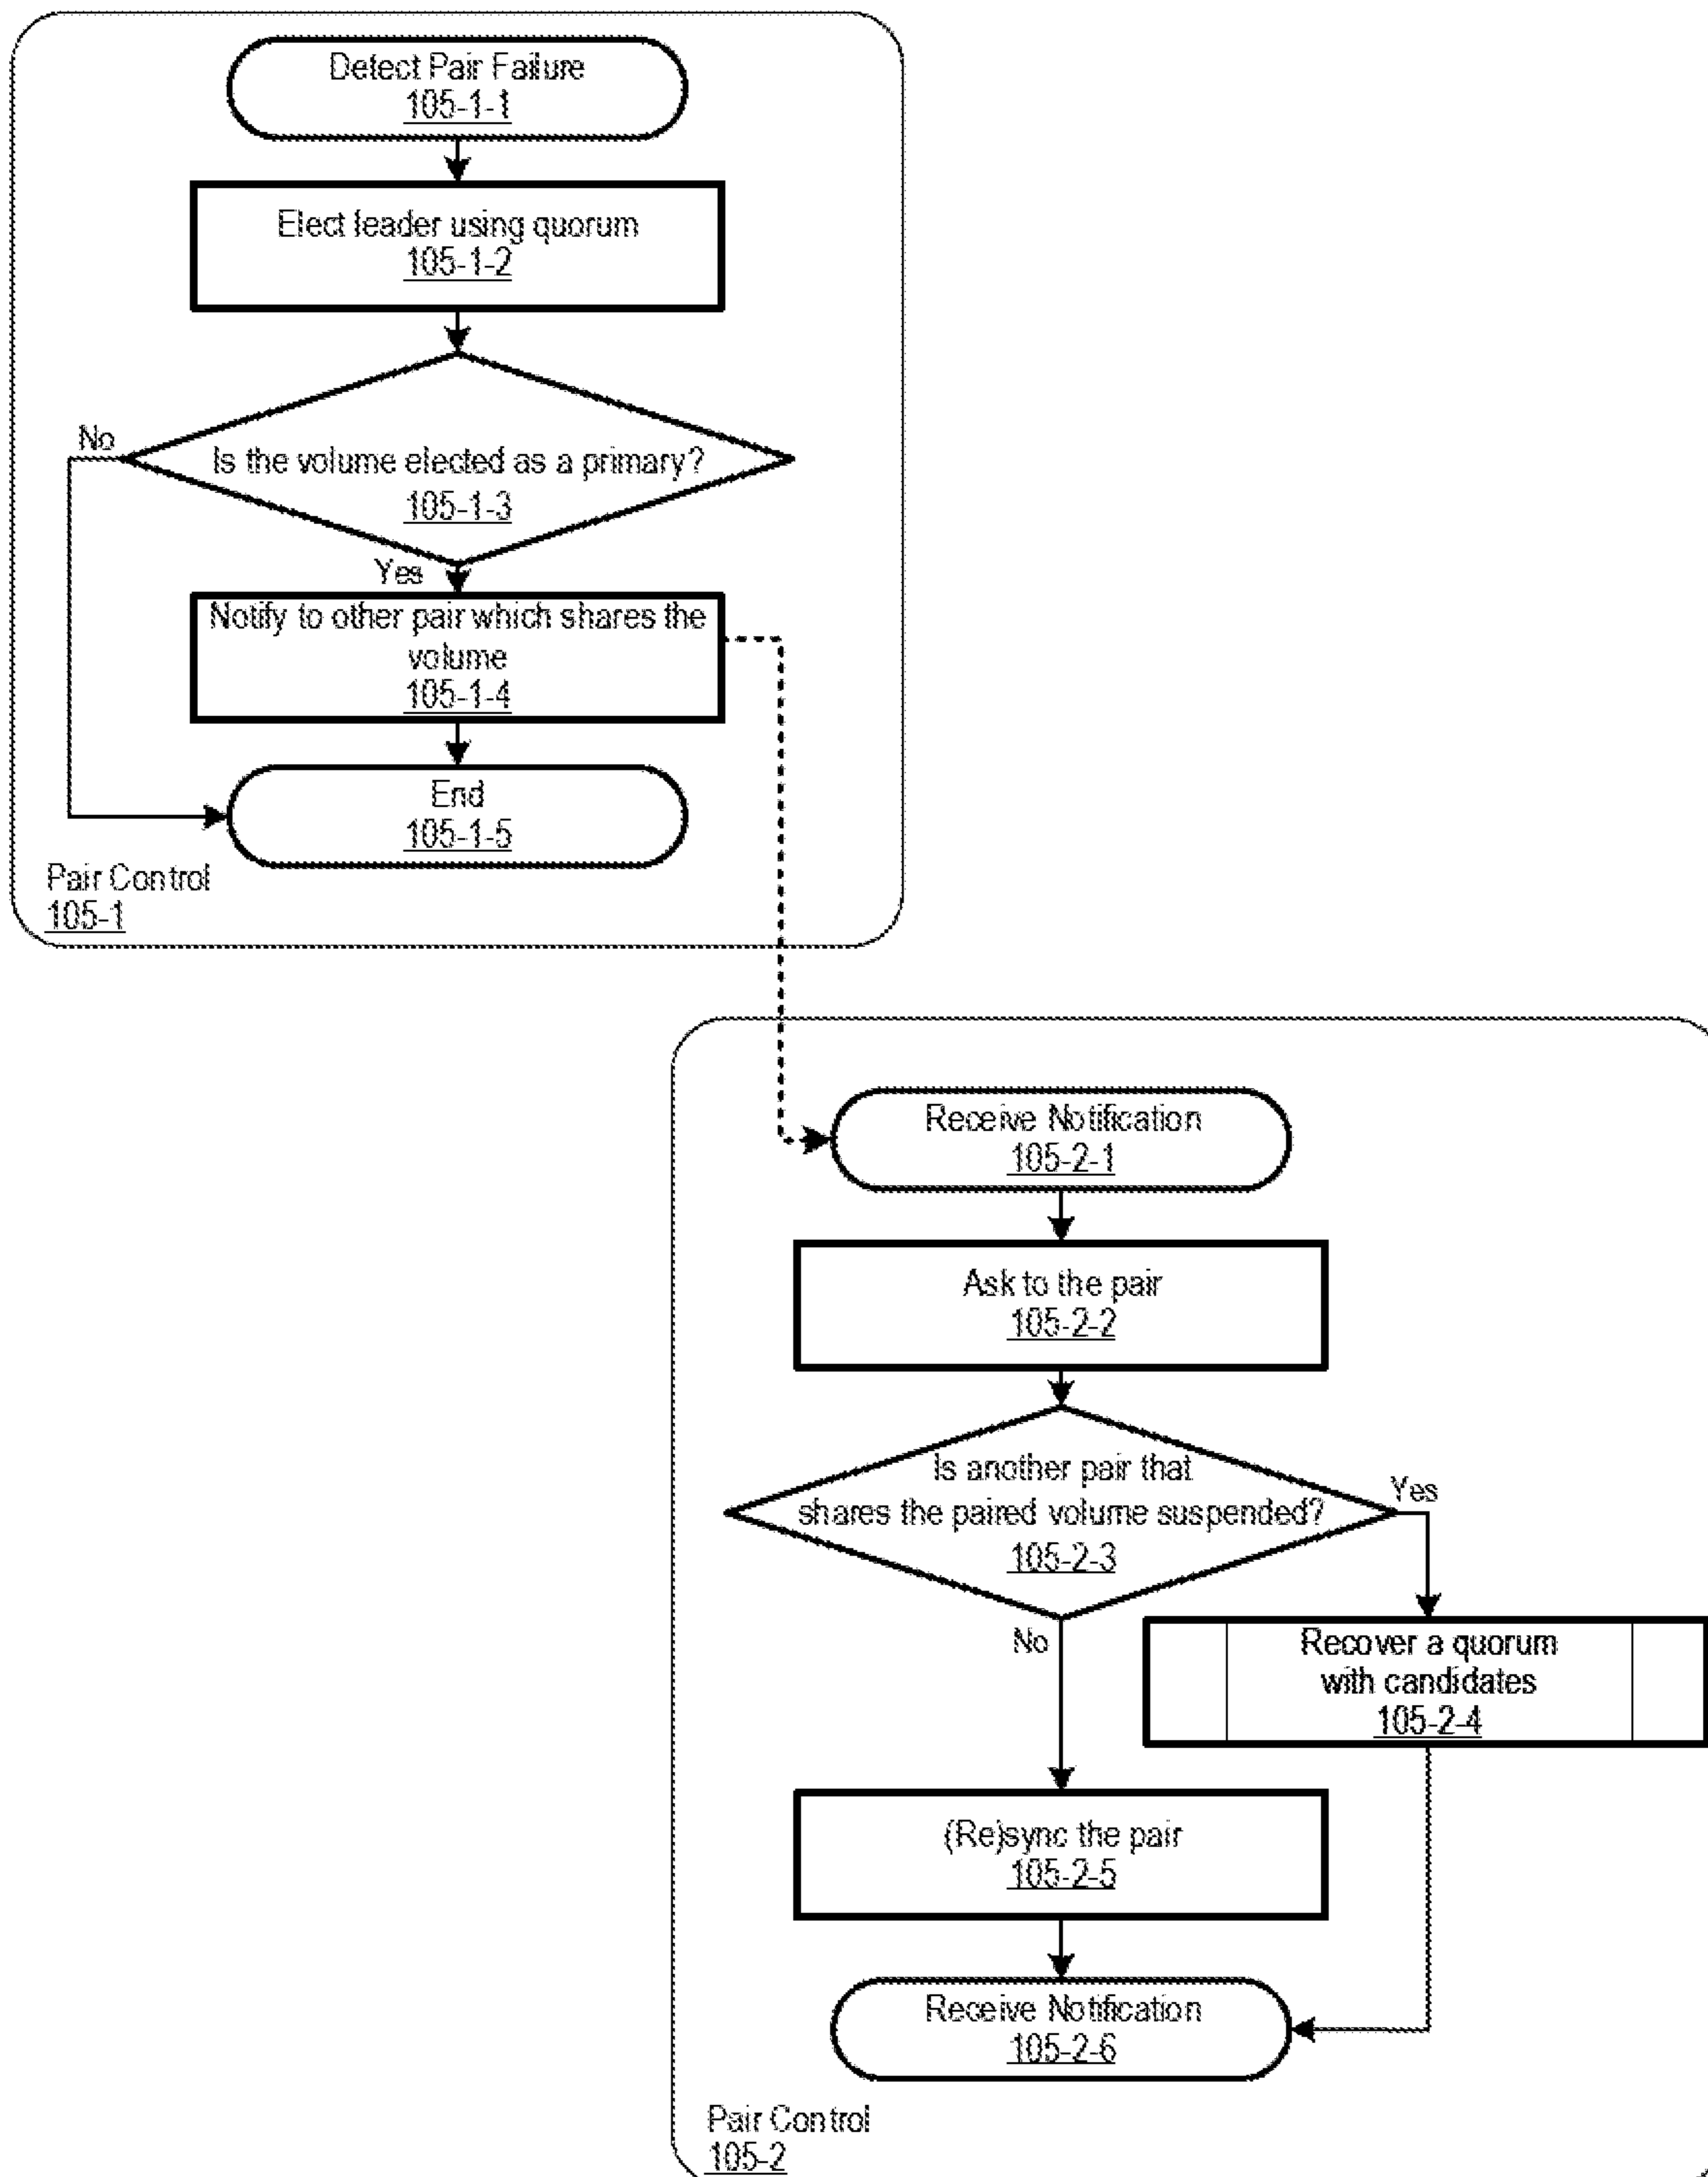 Detect Pair Failure
105-1-1
Elect leader using quorum
105-1-2
No
Is the volume elected as a primary?
105-1-3
Yes
Notify to other pair which shares the
volume
105-1-4
End
105-1-5
Pair Control
105-1
Receive Notification
105-2-1
Ask to the pair
105-2-2
Is another pair that
shares the paired volume suspended?
105-2-3
Yes
No
Recover a quorum
with candidates
105-2-4
(Re)sync the pair
105-2-5
Receive Notification
105-2-6
Pair Control
105-2